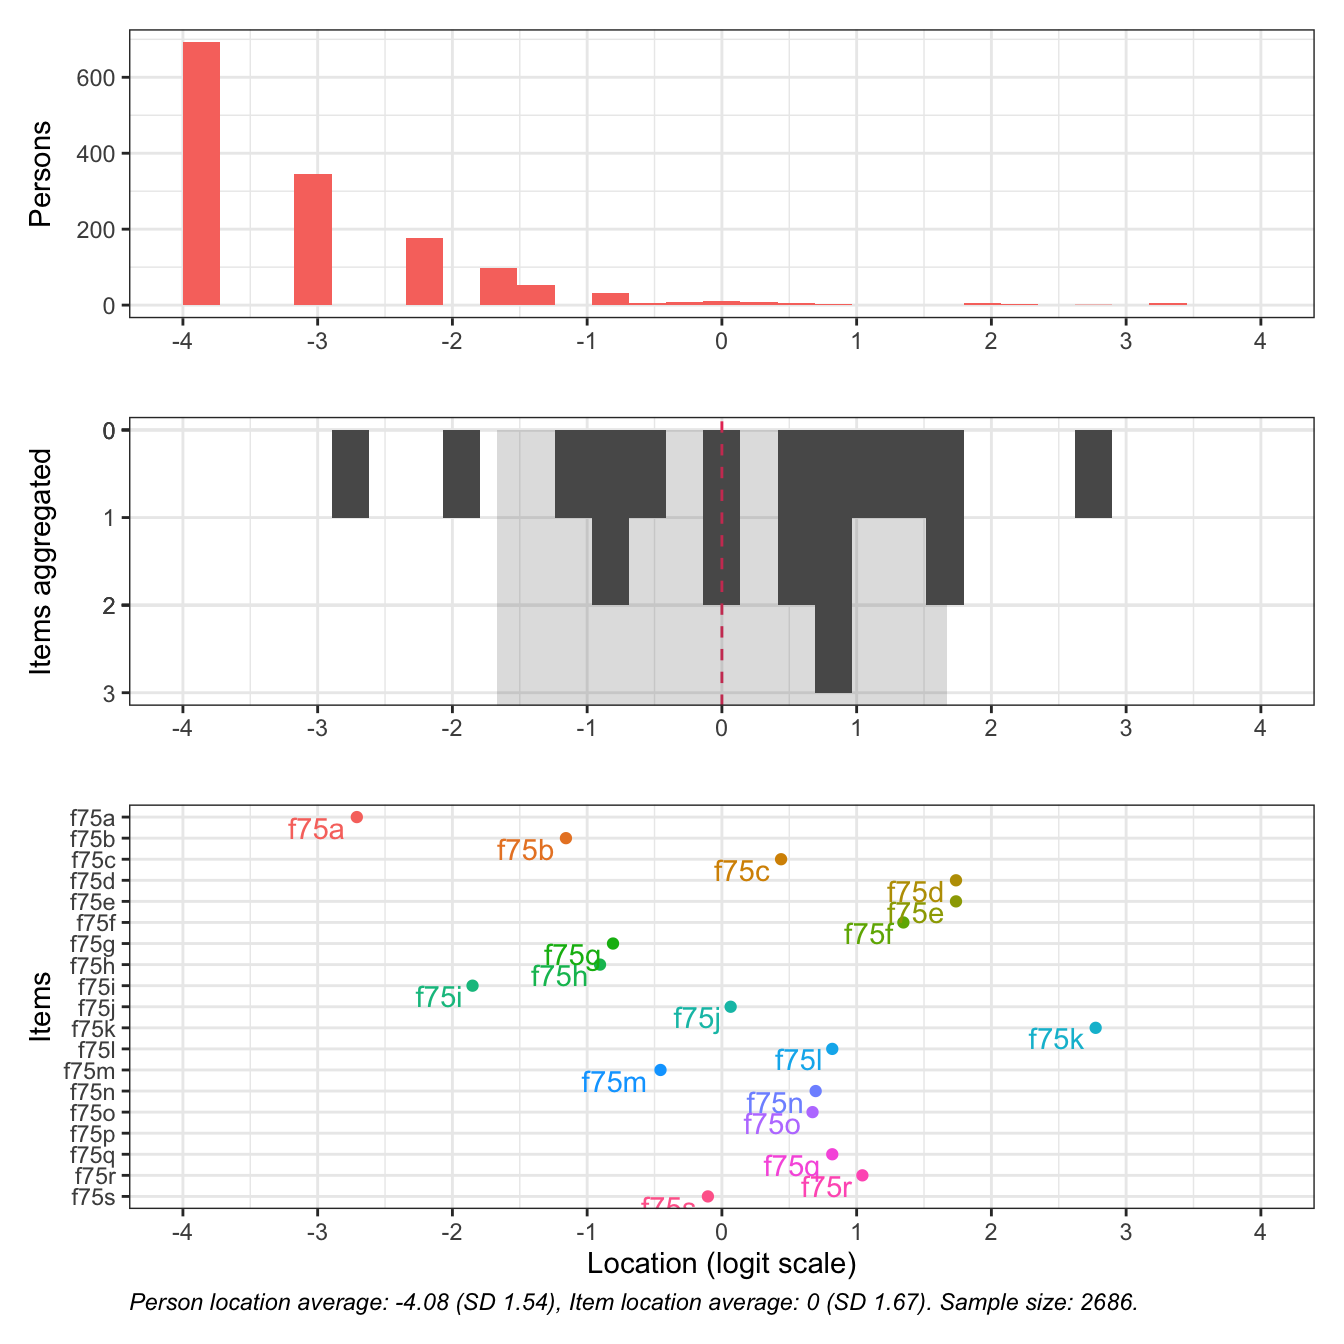 Persons
600
400
200
0
-4 -3 -2 -1 0 1 2 3 4
Items aggregated
0
1
2
3
-4 -3 -2 -1 0 1 2 3 4
Items
f75a
f75b
f75c
f75d
f75e
f75f
f75g
f75h
f75i
f75j
f75k
f75l
f75m
f75n
f75o
f75p
f75q
f75r
f75s
f75a
f75b
f75c
f75d
f75e
f75f
f75g
f75h
f75i
f75j
f75k
f75l
f75m
f75n
f75o
f75q
f75r
f75s
-4 -3 -2 -1 0 1 2 3 4
Location (logit scale)
Person location average: -4.08 (SD 1.54), Item location average: 0 (SD 1.67). Sample size: 2686.